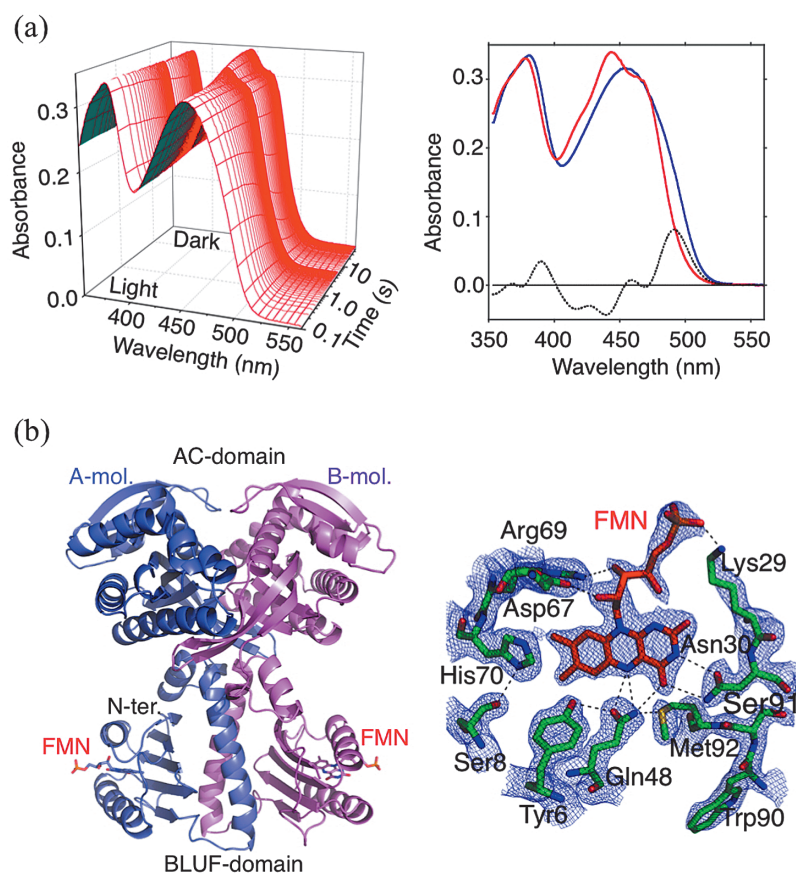 (a)
Absorbance
0.3
0.2
0.1
0.0
Dark
Light
400
450
500
550
Wavelength (nm)
0.1
1.0
10
Time (s)
Absorbance
0.3
0.2
0.1
0.0
350 400 450 500 550
Wavelength (nm)
(b)
AC-domain
A-mol.
B-mol.
N-ter.
FMN
FMN
BLUF-domain
Arg69
FMN
Lys29
Asp67
Asn30
His70
Ser91
Ser8
Met92
Gln48
Tyr6
Trp90